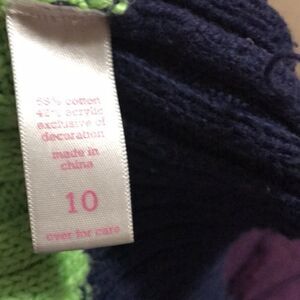 58% cotton
42% acrylic
exclusive of
decoration
made in
china
10
over for care